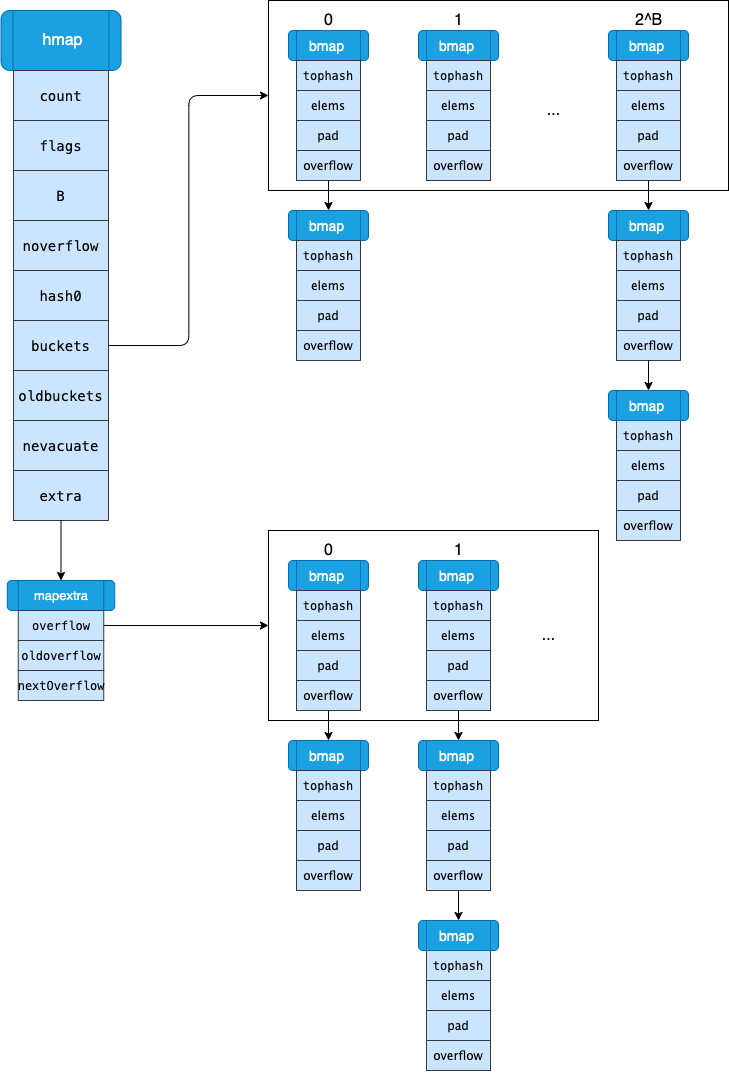 hmap
count
flags
B
noverflow
hash0
buckets
oldbuckets
nevacuate
extra
0
1
2^B
bmap
tophash
elems
pad
overflow
bmap
tophash
elems
pad
overflow
...
bmap
tophash
elems
pad
overflow
bmap
tophash
elems
pad
overflow
bmap
tophash
elems
pad
overflow
bmap
tophash
elems
pad
overflow
mapextra
overflow
oldoverflow
nextOverflow
0
1
bmap
tophash
elems
pad
overflow
bmap
tophash
elems
pad
overflow
...
bmap
tophash
elems
pad
overflow
bmap
tophash
elems
pad
overflow
bmap
tophash
elems
pad
overflow